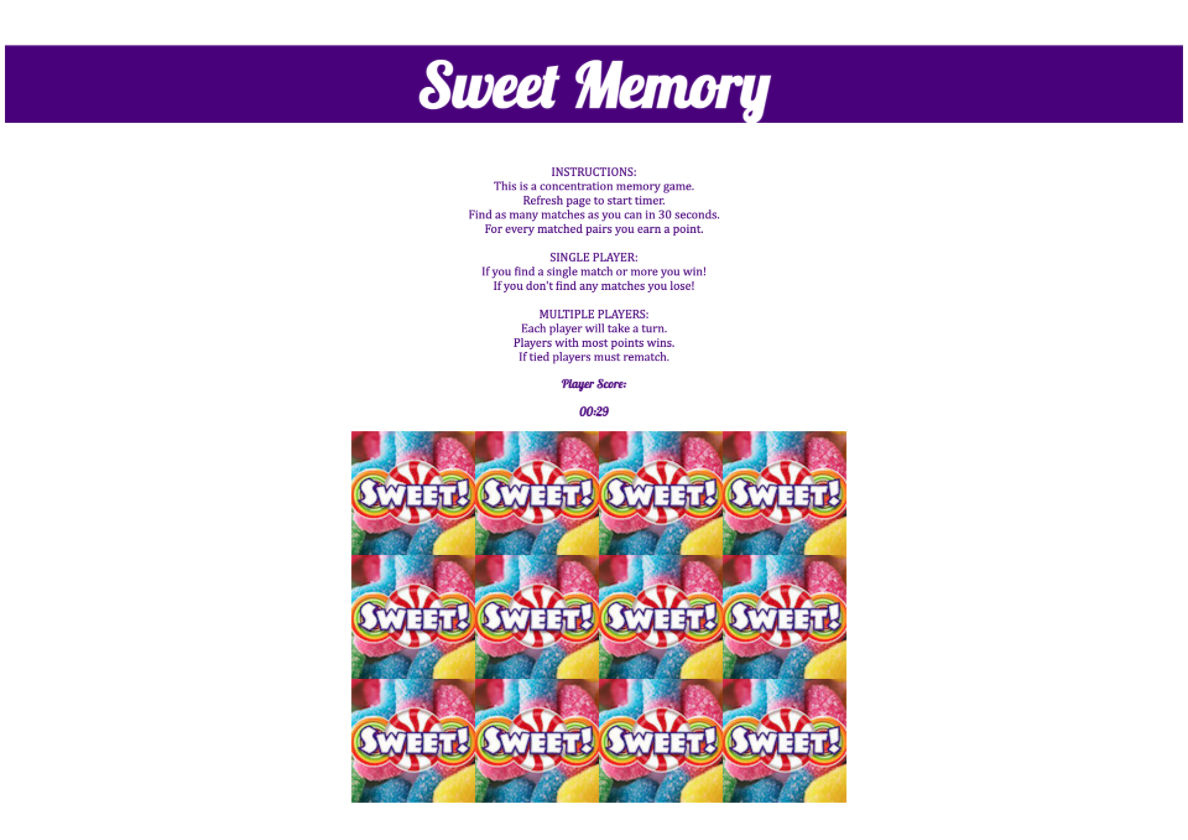 Sweet Memory
INSTRUCTIONS:
This is a concentration memory game.
Refresh page to start timer.
Find as many matches as you can in 30 seconds.
For every matched pairs you earn a point.
SINGLE PLAYER:
If you find a single match or more you win!
If you don't find any matches you lose!
MULTIPLE PLAYERS:
Each player will take a turn.
Players with most points wins.
If tied players must rematch.
Player Score:
00:29
SWEET! SWEET! SWEET! SWEET!
SWEET! SWEET! SWEET! SWEET!
SWEET! SWEET! SWEET! SWEET!